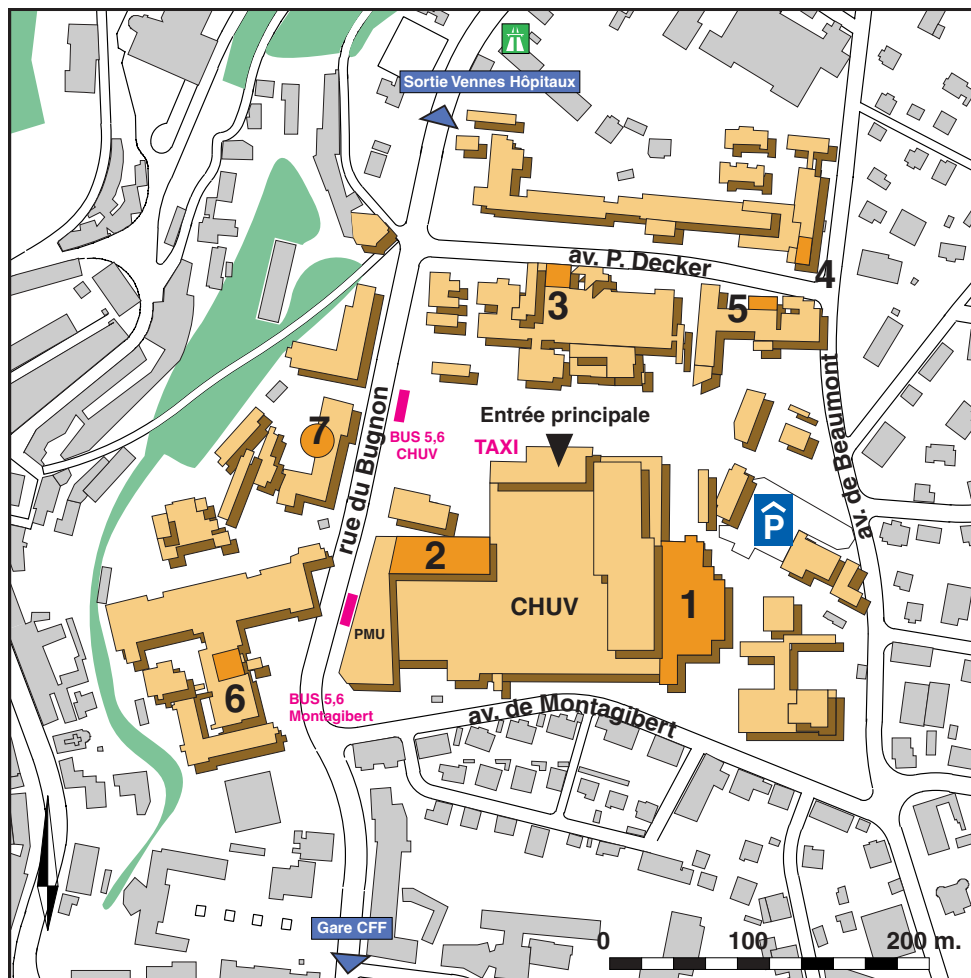 Sortie Vennes Hôpitaux
av. P. Decker
4
3
5
Entrée principale
7
BUS 5,6
CHUV
TAXI
rue du Bugnon
av. de Beaumont
P
2
1
CHUV
PMU
6
BUS 5,6
Montagibert
av. de Montagibert
Gare CFF
0 100 200 m.